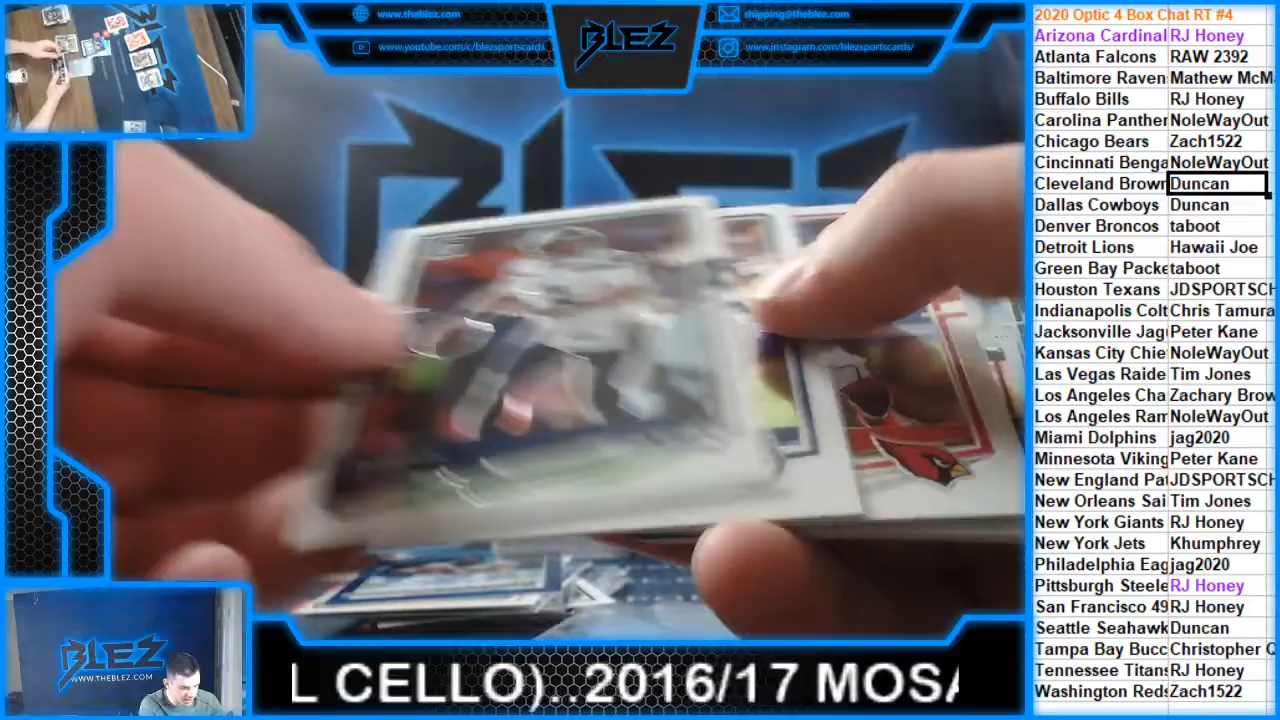 www.theblez.com
shipping@theblez.com
www.youtube.com/c/blezsportscards
www.instagram.com/blezsportscards/
BLEZ
2020 Optic 4 Box Chat RT #4
Arizona Cardinal RJ Honey
Atlanta Falcons RAW 2392
Baltimore Raven Mathew McM
Buffalo Bills RJ Honey
Carolina Panther NoleWayOut
Chicago Bears Zach1522
Cincinnati Benga NoleWayOut
Cleveland Brown Duncan
Dallas Cowboys Duncan
Denver Broncos taboot
Detroit Lions Hawaii Joe
Green Bay Packe taboot
Houston Texans JDSPORTSCH
Indianapolis Colt Chris Tamura
Jacksonville Jag Peter Kane
Kansas City Chie NoleWayOut
Las Vegas Raide Tim Jones
Los Angeles Cha Zachary Brow
Los Angeles Ram NoleWayOut
Miami Dolphins jag2020
Minnesota Viking Peter Kane
New England Pat JDSPORTSCH
New Orleans Sai Tim Jones
New York Giants RJ Honey
New York Jets Khumphrey
Philadelphia Eag jag2020
Pittsburgh Steele RJ Honey
San Francisco 49 RJ Honey
Seattle Seahawk Duncan
Tampa Bay Bucc Christopher Q
Tennessee Titans RJ Honey
Washington Reds Zach1522
BLEZ
WWW.THEBLEZ.COM
L CELLO)..2016/17 MOSA